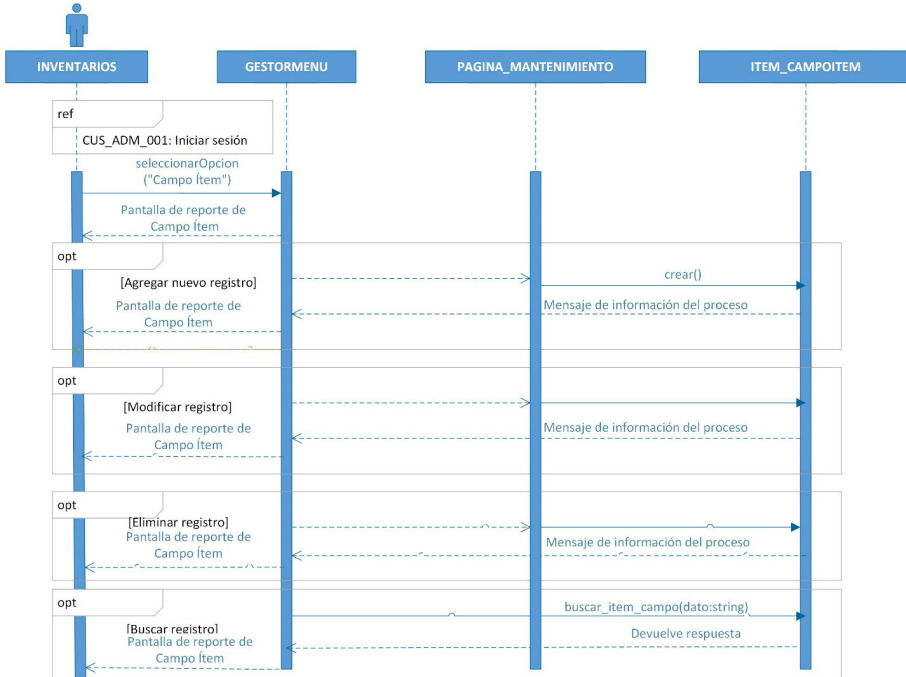 INVENTARIOS
GESTORMENU
PAGINA_MANTENIMIENTO
ITEM_CAMPOITEM
ref
CUS_ADM_001: Iniciar sesión
seleccionarOpcion
("Campo Ítem")
Pantalla de reporte de
Campo Ítem
opt
[Agregar nuevo registro]
crear()
Pantalla de reporte de
Campo Ítem
Mensaje de información del proceso
opt
[Modificar registro]
Pantalla de reporte de
Campo Ítem
Mensaje de información del proceso
opt
[Eliminar registro]
Pantalla de reporte de
Campo Ítem
Mensaje de información del proceso
opt
buscar_item_campo(dato:string)
[Buscar registro]
Pantalla de reporte de
Campo Ítem
Devuelve respuesta